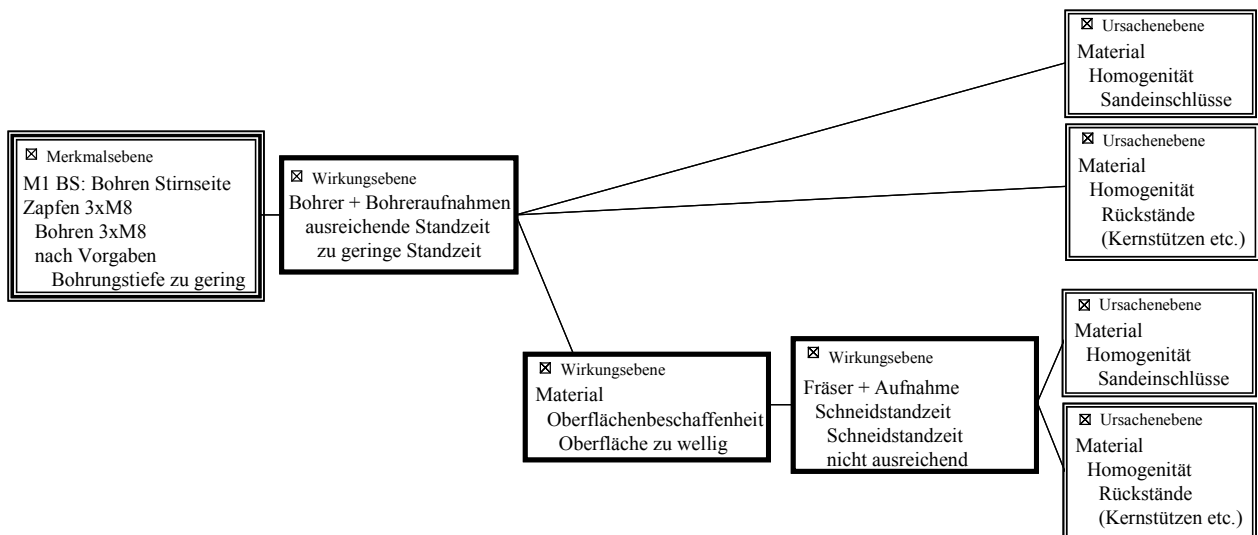 Merkmalsebene
M1 BS: Bohren Stirnseite
Zapfen 3xM8
Bohren 3xM8
nach Vorgaben
Bohrungstiefe zu gering
Wirkungsebene
Bohrer + Bohreraufnahmen
ausreichende Standzeit
zu geringe Standzeit
Ursachenebene
Material
Homogenität
Sandeinschlüsse
Ursachenebene
Material
Homogenität
Rückstände
(Kernstützen etc.)
Wirkungsebene
Material
Oberflächenbeschaffenheit
Oberfläche zu wellig
Wirkungsebene
Fräser + Aufnahme
Schneidstandzeit
Schneidstandzeit
nicht ausreichend
Ursachenebene
Material
Homogenität
Sandeinschlüsse
Ursachenebene
Material
Homogenität
Rückstände
(Kernstützen etc.)